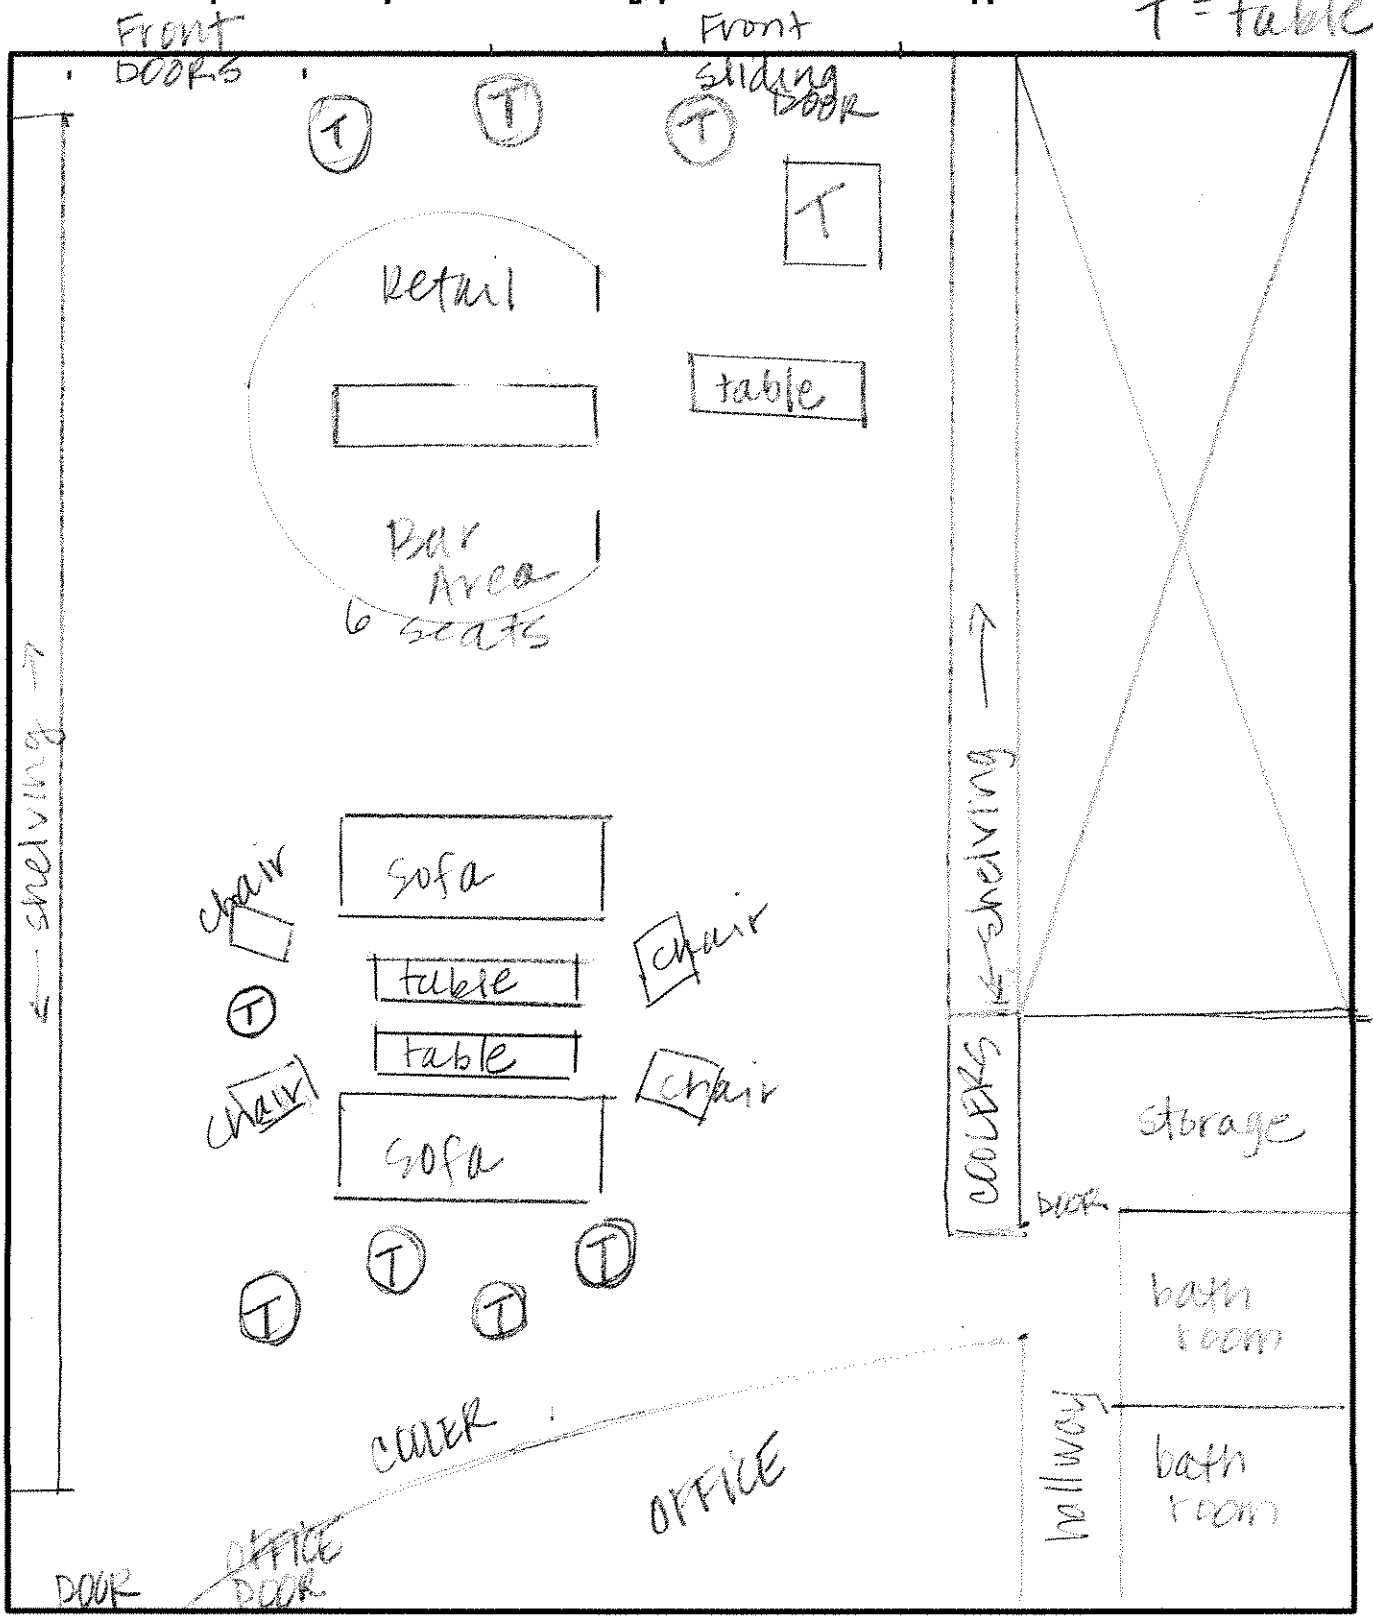 T = table
Front
DOORS
Front
sliding
DOOR
T
T
T
T
Retail
table
Bar
Area
6 seats
← shelving →
← shelving →
sofa
chair
chair
table
T
table
chair
chair
sofa
COOLERS
storage
DOOR
T
T
T
T
bath
room
COOLER
OFFICE
hallway
bath
room
OFFICE
DOOR
DOOR